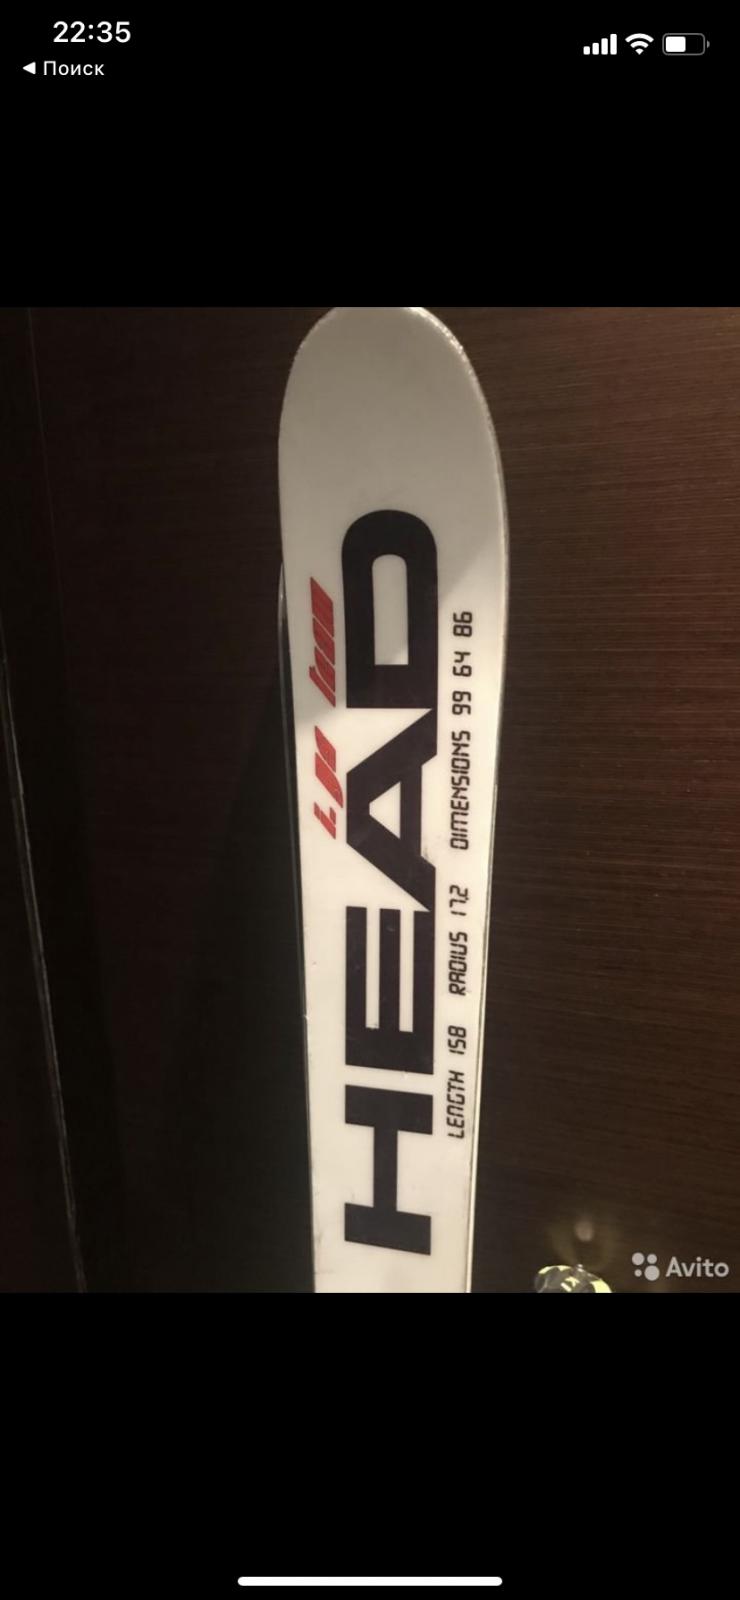 22:35
◀ Поиск
HEAD
LENGTH 158 RADIUS 17.2 DIMENSIONS 99 64 86
Avito